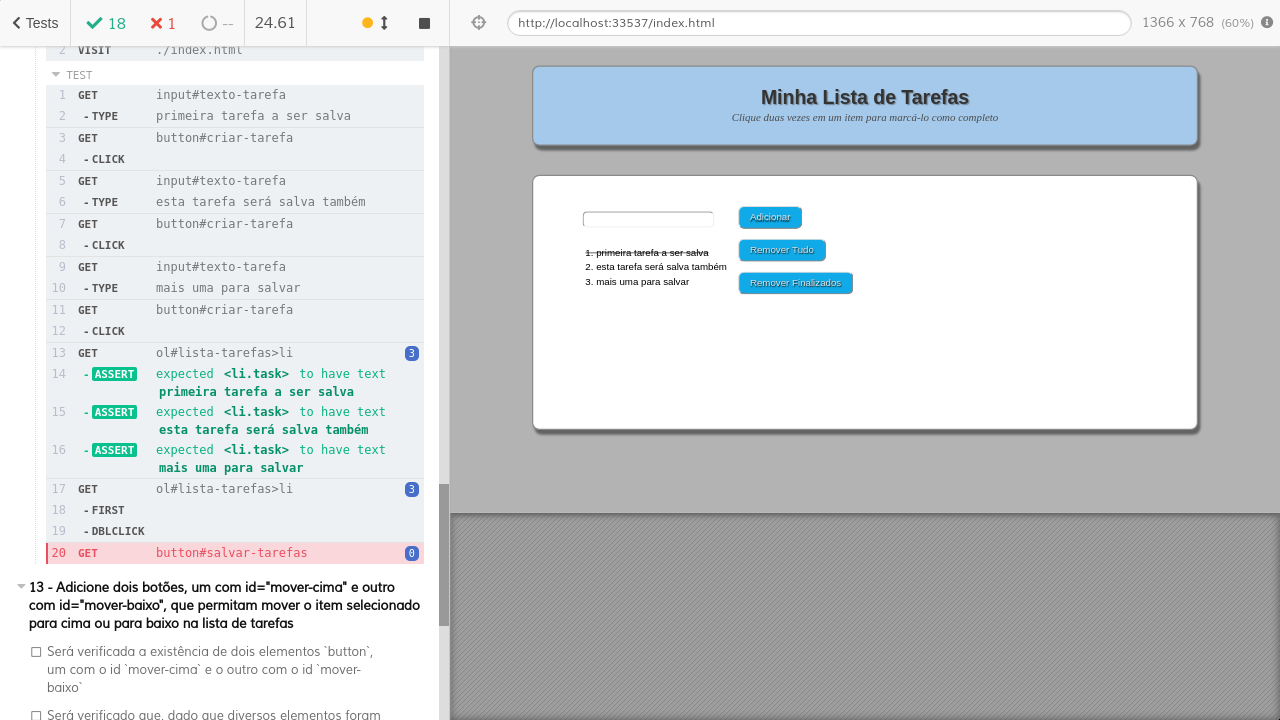 Tests 18 1 -- 24.61
http://localhost:33537/index.html 1366 x 768 (60%)
2 VISIT ./index.html
TEST
1 GET input#texto-tarefa
2 -TYPE primeira tarefa a ser salva
3 GET button#criar-tarefa
4 -CLICK
5 GET input#texto-tarefa
6 -TYPE esta tarefa será salva também
7 GET button#criar-tarefa
8 -CLICK
9 GET input#texto-tarefa
10 -TYPE mais uma para salvar
11 GET button#criar-tarefa
12 -CLICK
13 GET ol#lista-tarefas>li 3
14 -ASSERT expected <li.task> to have text
primeira tarefa a ser salva
15 -ASSERT expected <li.task> to have text
esta tarefa será salva também
16 -ASSERT expected <li.task> to have text
mais uma para salvar
17 GET ol#lista-tarefas>li 3
18 -FIRST
19 -DBLCLICK
20 GET button#salvar-tarefas 0
13 - Adicione dois botões, um com id="mover-cima" e outro
com id="mover-baixo", que permitam mover o item selecionado
para cima ou para baixo na lista de tarefas
Será verificada a existência de dois elementos `button`,
um com o id `mover-cima` e o outro com o id `mover-
baixo`
Será verificado que, dado que diversos elementos foram
Minha Lista de Tarefas
Clique duas vezes em um item para marcá-lo como completo
Adicionar
Remover Tudo
Remover Finalizados
1. primeira tarefa a ser salva
2. esta tarefa será salva também
3. mais uma para salvar